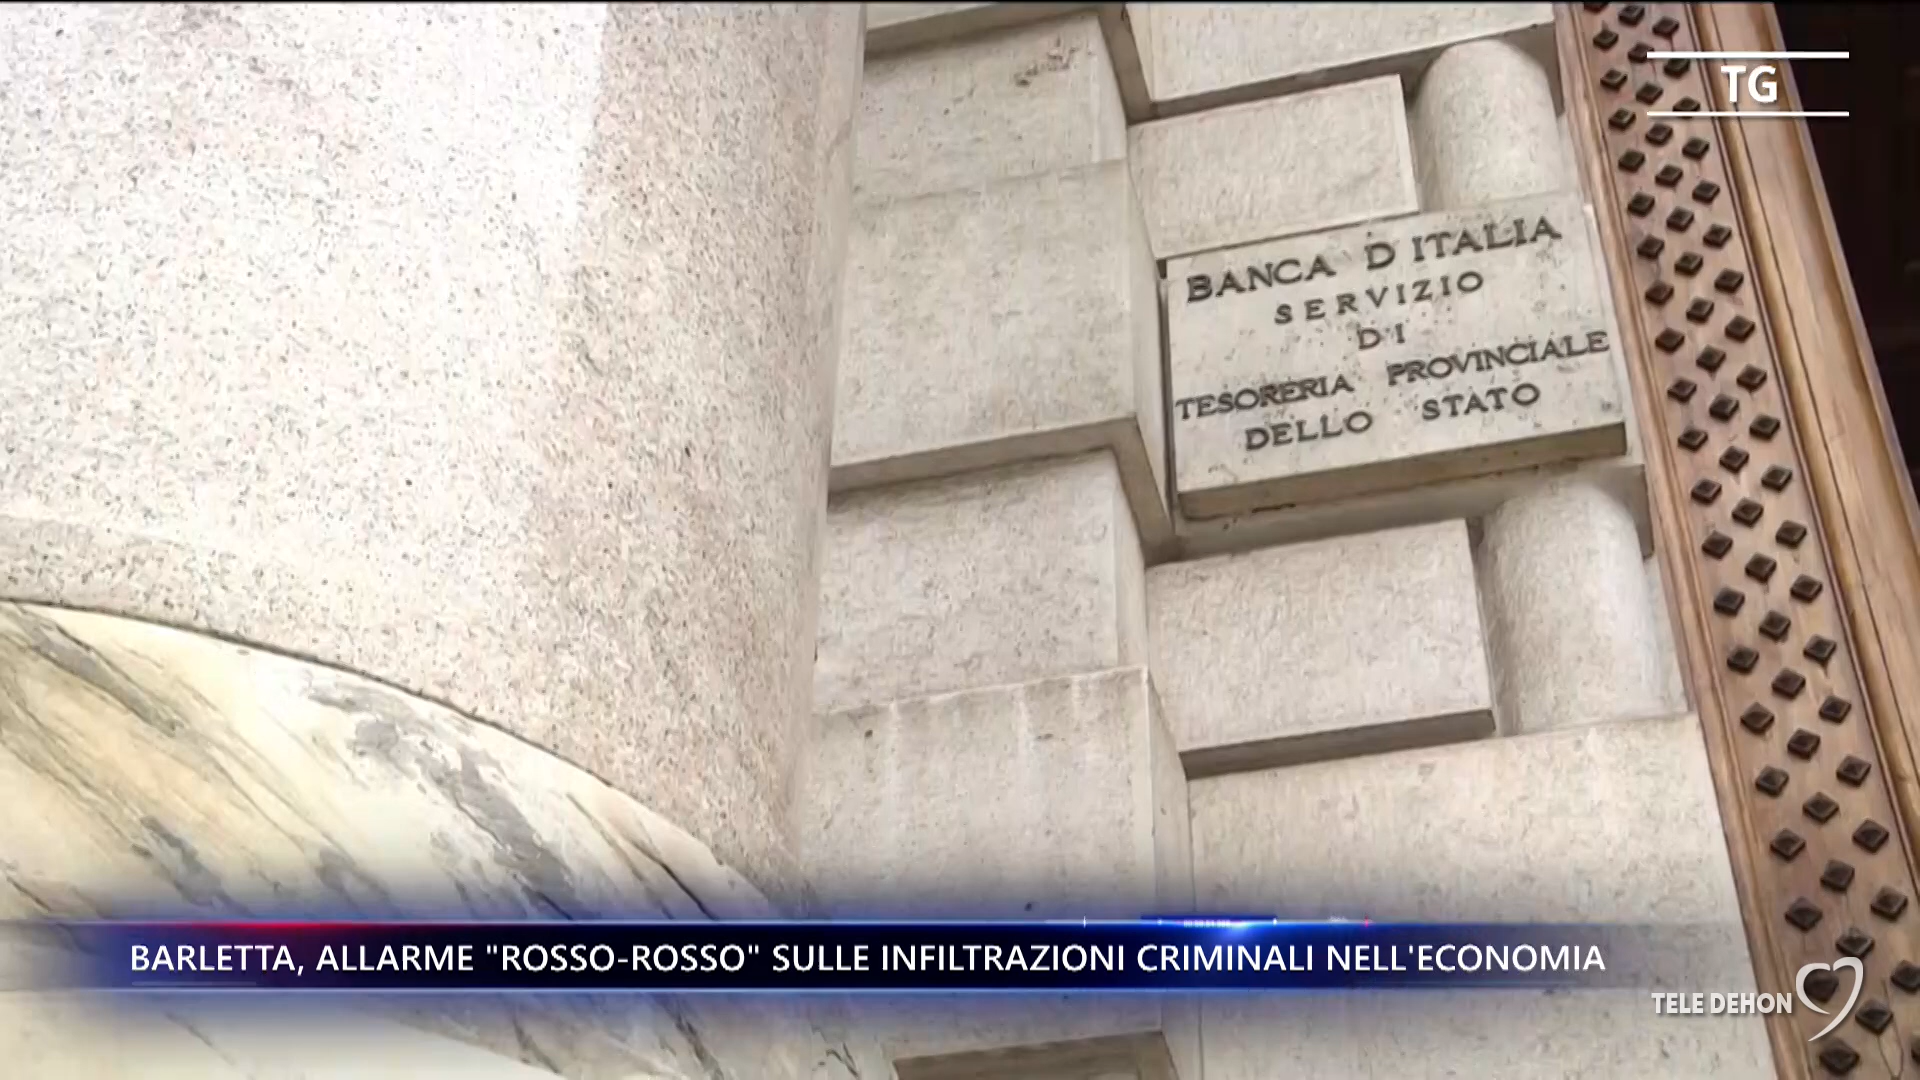 TG
BANCA D ITALIA
SERVIZIO
DI
TESORERIA PROVINCIALE
DELLO STATO
BARLETTA, ALLARME "ROSSO-ROSSO" SULLE INFILTRAZIONI CRIMINALI NELL'ECONOMIA
TELE DEHON